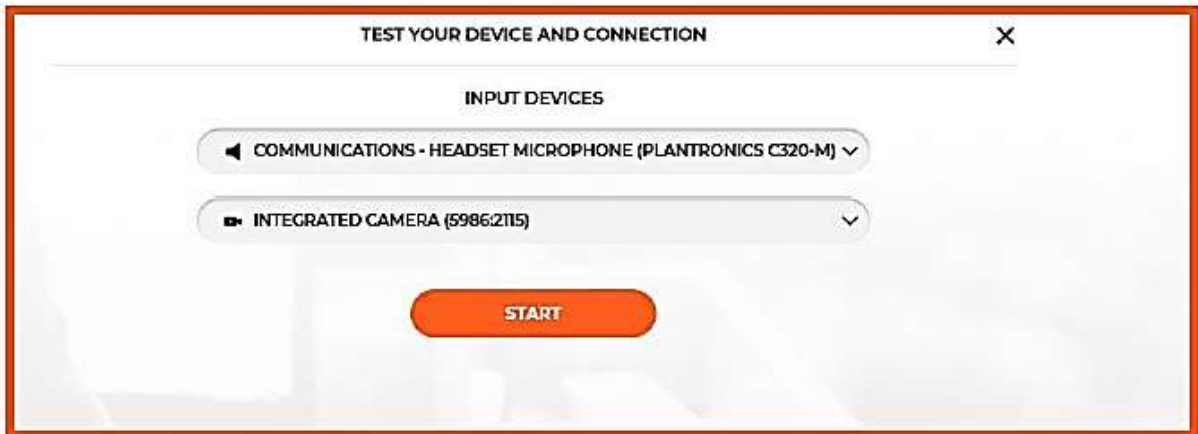 TEST YOUR DEVICE AND CONNECTION
INPUT DEVICES
COMMUNICATIONS - HEADSET MICROPHONE (PLANTRONICS C320-M)
INTEGRATED CAMERA (5986:2115)
START